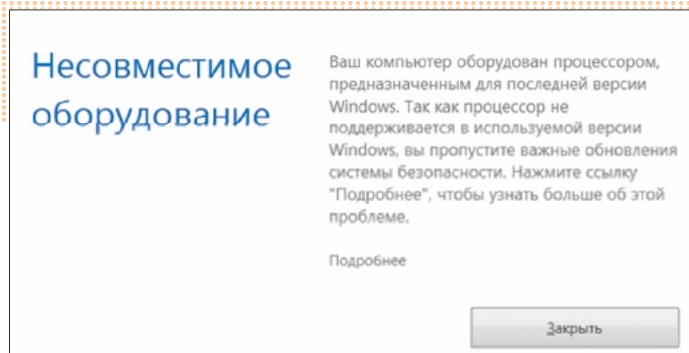 Несовместимое
оборудование
Ваш компьютер оборудован процессором,
предназначенным для последней версии
Windows. Так как процессор не
поддерживается в используемой версии
Windows, вы пропустите важные обновления
системы безопасности. Нажмите ссылку
"Подробнее", чтобы узнать больше об этой
проблеме.
Подробнее
Закрыть